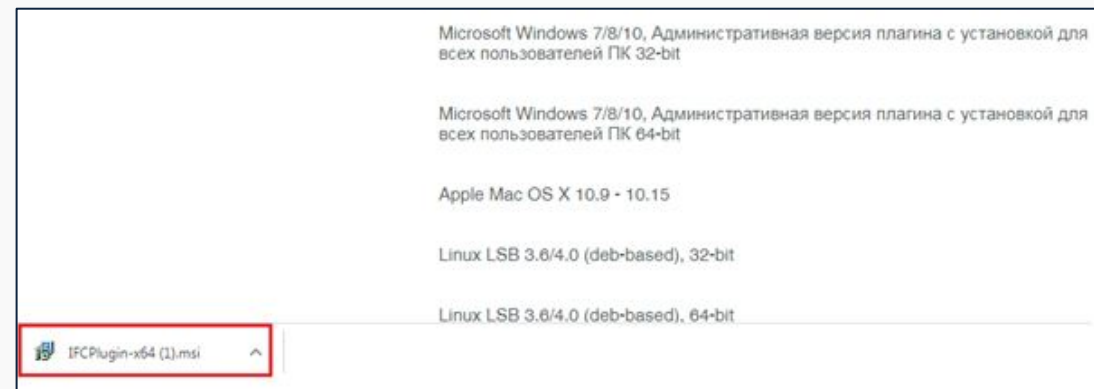 Microsoft Windows 7/8/10, Административная версия плагина с установкой для
всех пользователей ПК 32-bit
Microsoft Windows 7/8/10, Административная версия плагина с установкой для
всех пользователей ПК 64-bit
Apple Mac OS X 10.9 - 10.15
Linux LSB 3.6/4.0 (deb-based), 32-bit
Linux LSB 3.6/4.0 (deb-based), 64-bit
IFCPlugin-x64 (1).msi